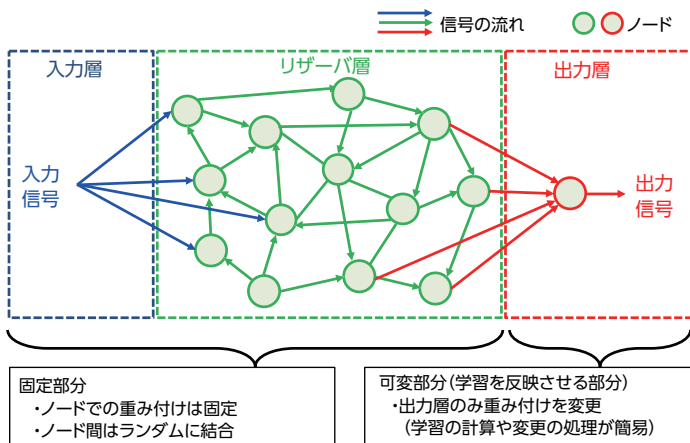 信号の流れ
ノード
入力層
リザーバ層
出力層
入力
信号
出力
信号
固定部分
・ノードでの重み付けは固定
・ノード間はランダムに結合
可変部分(学習を反映させる部分)
・出力層のみ重み付けを変更
(学習の計算や変更の処理が簡易)